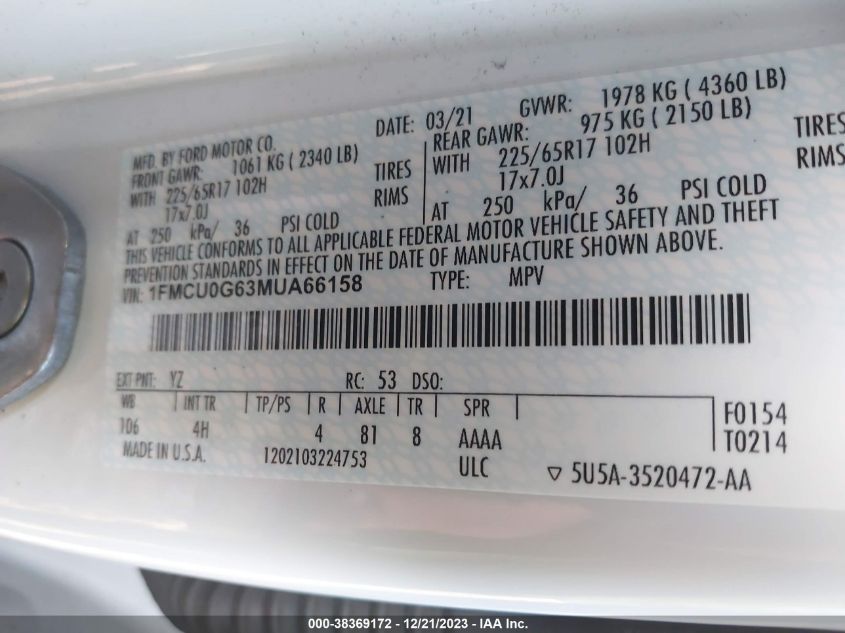 MFD. BY FORD MOTOR CO.
DATE: 03/21 GVWR: 1978 KG ( 4360 LB)
FRONT GAWR: 1061 KG ( 2340 LB) REAR GAWR: 975 KG ( 2150 LB)
WITH 225/65R17 102H TIRES WITH 225/65R17 102H TIRES
17x7.0J RIMS 17x7.0J RIMS
AT 250 kPa/ 36 PSI COLD AT 250 kPa/ 36 PSI COLD
THIS VEHICLE CONFORMS TO ALL APPLICABLE FEDERAL MOTOR VEHICLE SAFETY AND THEFT
PREVENTION STANDARDS IN EFFECT ON THE DATE OF MANUFACTURE SHOWN ABOVE.
VIN: 1FMCU0G63MUA66158 TYPE: MPV
EXT PNT: YZ RC: 53 DSO:
WB INT TR TP/PS R AXLE TR SPR
106 4H 4 81 8 AAAA
F0154
T0214
MADE IN U.S.A. 1202103224753 ULC ▽ 5U5A-3520472-AA
000-38369172 - 12/21/2023 - IAA Inc.